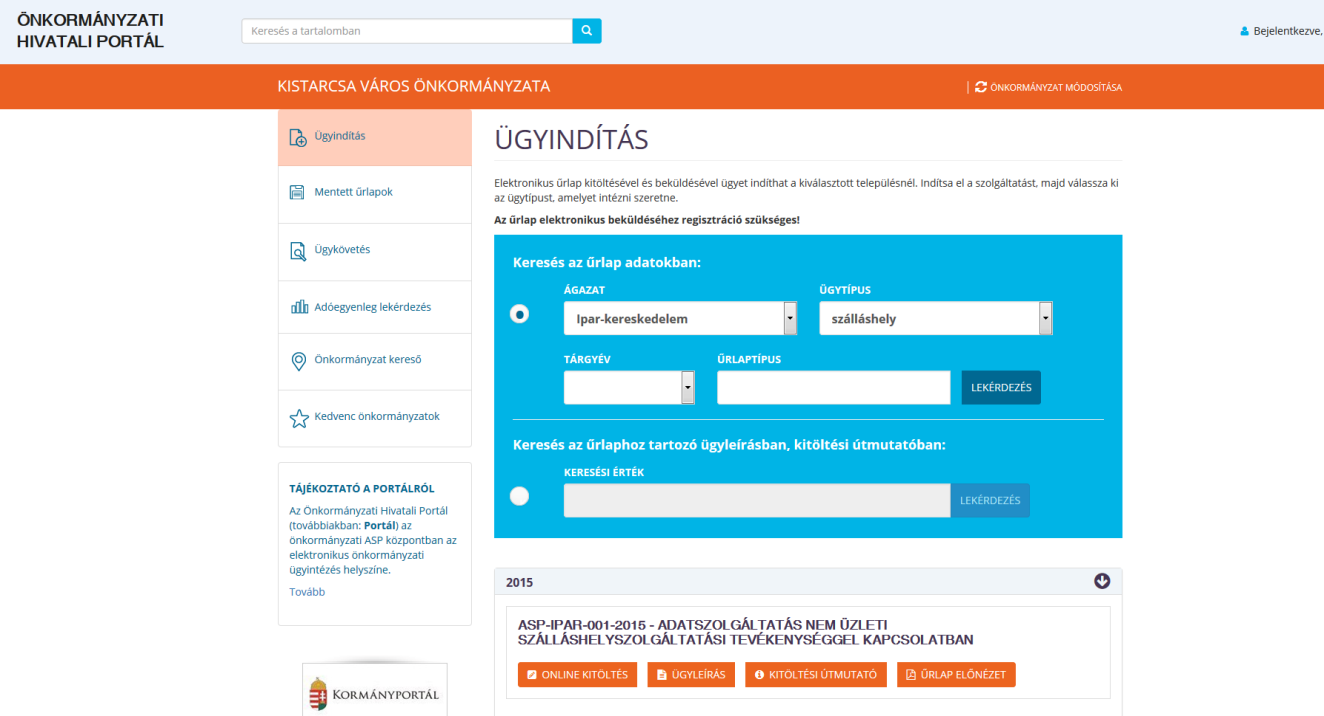 ÖNKORMÁNYZATI
HIVATALI PORTÁL
Keresés a tartalomban
Bejelentkezve,
KISTARCSA VÁROS ÖNKORMÁNYZATA
| ÖNKORMÁNYZAT MÓDOSÍTÁSA
Ügyindítás
Mentett űrlapok
Ügykövetés
Adóegyenleg lekérdezés
Önkormányzat kereső
Kedvenc önkormányzatok
TÁJÉKOZTATÓ A PORTÁLRÓL
Az Önkormányzati Hivatali Portál
(továbbiakban: Portál) az
önkormányzati ASP központban az
elektronikus önkormányzati
ügyintézés helyszíne.
Tovább
KORMÁNYPORTÁL
ÜGYINDÍTÁS
Elektronikus űrlap kitöltésével és beküldésével ügyet indíthat a kiválasztott településnél. Indítsa el a szolgáltatást, majd válassza ki
az ügytípust, amelyet intézni szeretne.
Az űrlap elektronikus beküldéséhez regisztráció szükséges!
Keresés az űrlap adatokban:
ÁGAZAT ÜGYTÍPUS
Ipar-kereskedelem szálláshely
TÁRGYÉV ŰRLAPTÍPUS
LEKÉRDEZÉS
Keresés az űrlaphoz tartozó ügyleírásban, kitöltési útmutatóban:
KERESÉSI ÉRTÉK
LEKÉRDEZÉS
2015
ASP-IPAR-001-2015 - ADATSZOLGÁLTATÁS NEM ÜZLETI
SZÁLLÁSHELYSZOLGÁLTATÁSI TEVÉKENYSÉGGEL KAPCSOLATBAN
ONLINE KITÖLTÉS ÜGYLEÍRÁS KITÖLTÉSI ÚTMUTATÓ ŰRLAP ELŐNÉZET